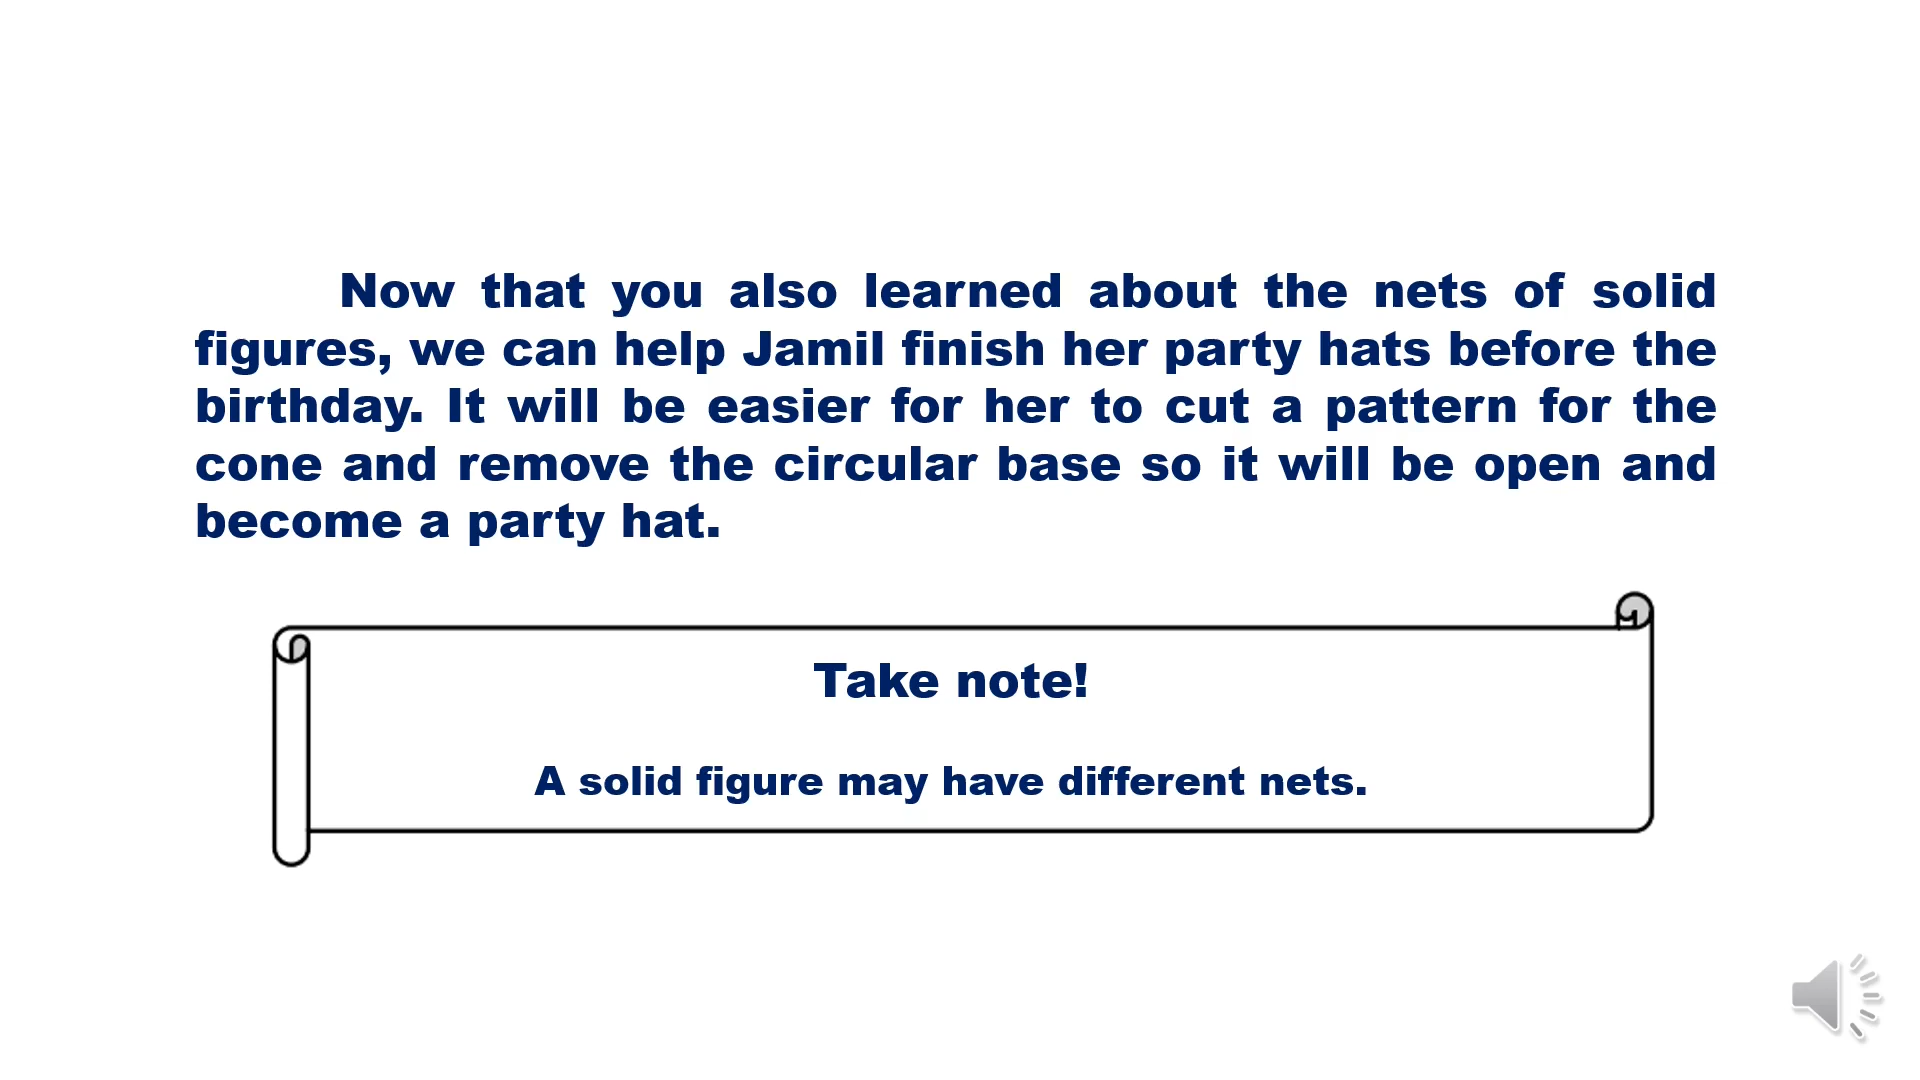 Now that you also learned about the nets of solid
figures, we can help Jamil finish her party hats before the
birthday. It will be easier for her to cut a pattern for the
cone and remove the circular base so it will be open and
become a party hat.
Take note!
A solid figure may have different nets.